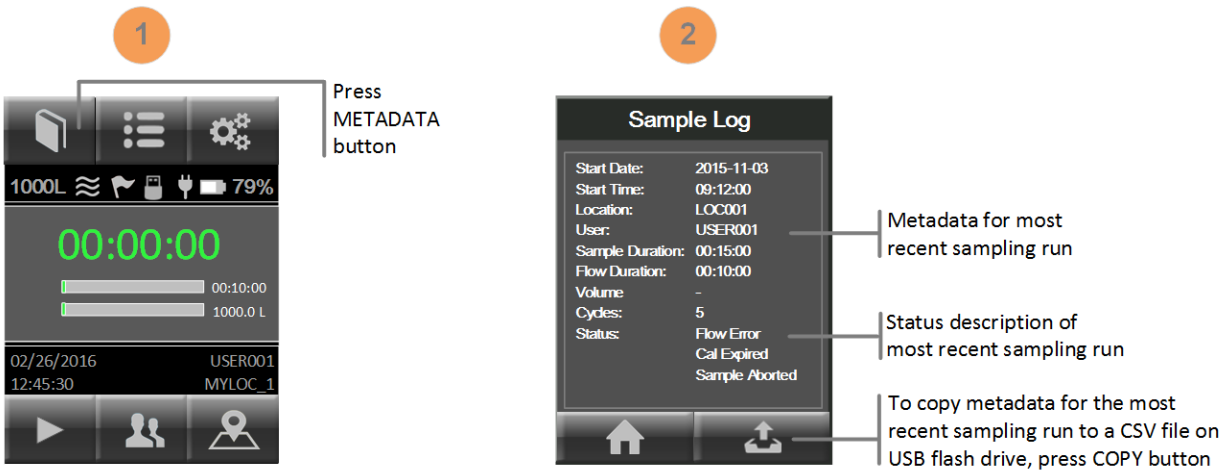 1
Press
METADATA
button
1000L 79%
00:00:00
00:10:00
1000.0 L
02/26/2016 USER001
12:45:30 MYLOC_1
2
Sample Log
Start Date: 2015-11-03
Start Time: 09:12:00
Location: LOC001
User: USER001
Sample Duration: 00:15:00
Flow Duration: 00:10:00
Volume -
Cycles: 5
Status: Flow Error
Cal Expired
Sample Aborted
Metadata for most
recent sampling run
Status description of
most recent sampling run
To copy metadata for the most
recent sampling run to a CSV file on
USB flash drive, press COPY button